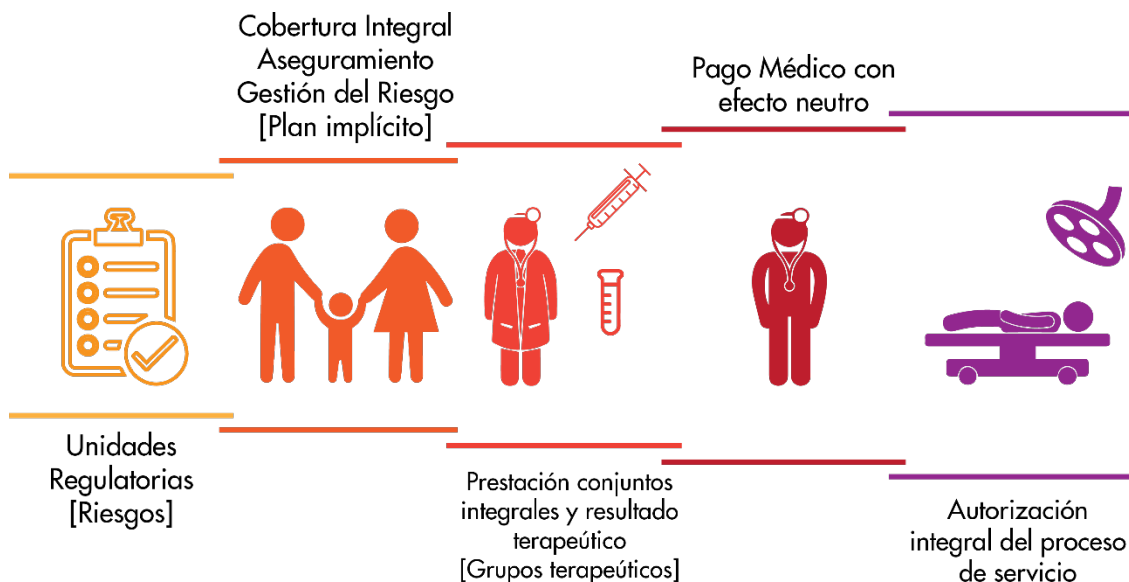 Cobertura Integral
Aseguramiento
Gestión del Riesgo
[Plan implícito]
Pago Médico con
efecto neutro
Unidades
Regulatorias
[Riesgos]
Prestación conjuntos
integrales y resultado
terapeútico
[Grupos terapeúticos]
Autorización
integral del proceso
de servicio